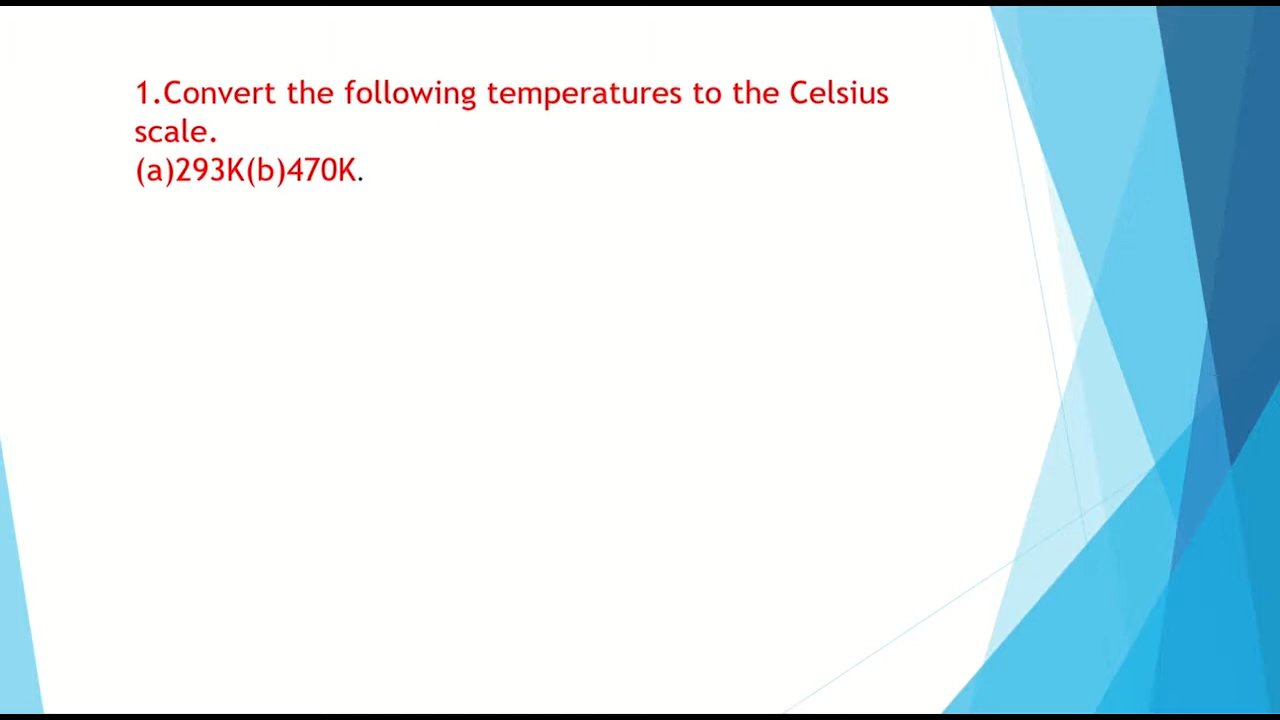 1.Convert the following temperatures to the Celsius
scale.
(a)293K(b)470K.